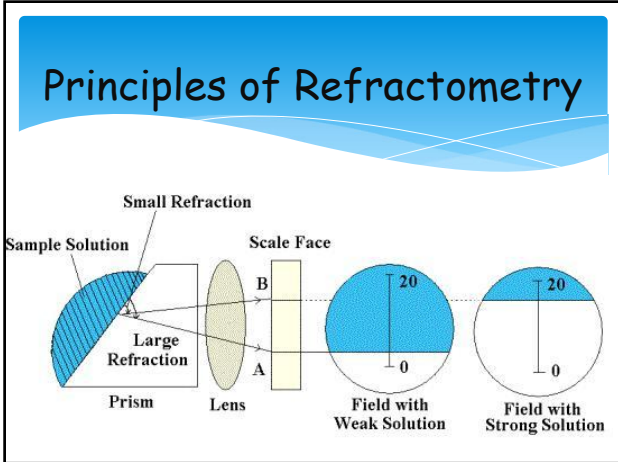 Principles of Refractometry
Small Refraction
Sample Solution
Scale Face
B
20
20
Large
Refraction
A
0
0
Prism
Lens
Field with
Weak Solution
Field with
Strong Solution